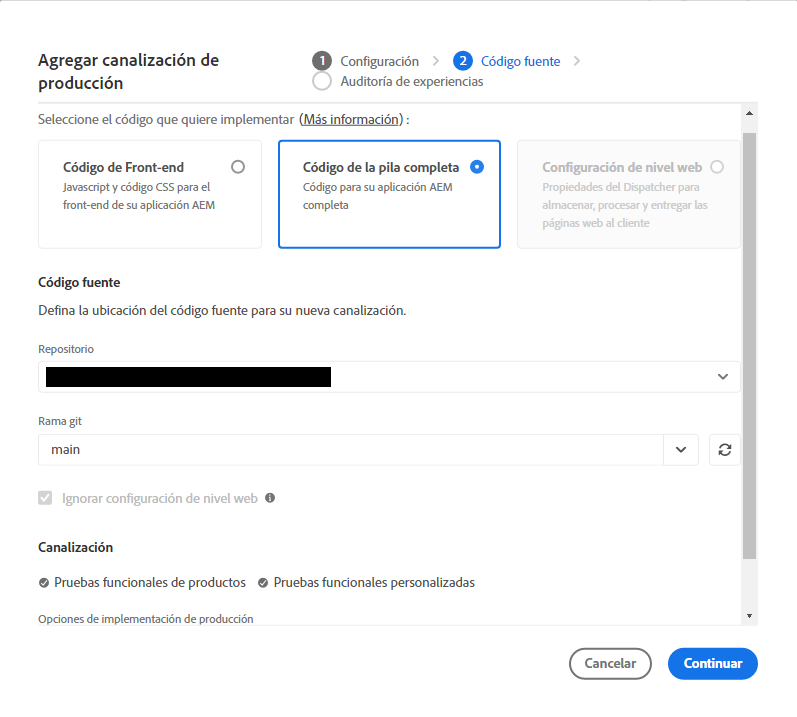 Agregar canalización de
producción
1 Configuración
2 Código fuente
Auditoría de experiencias
Seleccione el código que quiere implementar (Más información) :
Código de Front-end
Javascript y código CSS para el
front-end de su aplicación AEM
Código de la pila completa
Código para su aplicación AEM
completa
Configuración de nivel web
Propiedades del Dispatcher para
almacenar, procesar y entregar las
páginas web al cliente
Código fuente
Defina la ubicación del código fuente para su nueva canalización.
Repositorio
Rama git
main
Ignorar configuración de nivel web
Canalización
Pruebas funcionales de productos
Pruebas funcionales personalizadas
Opciones de implementación de producción
Cancelar
Continuar